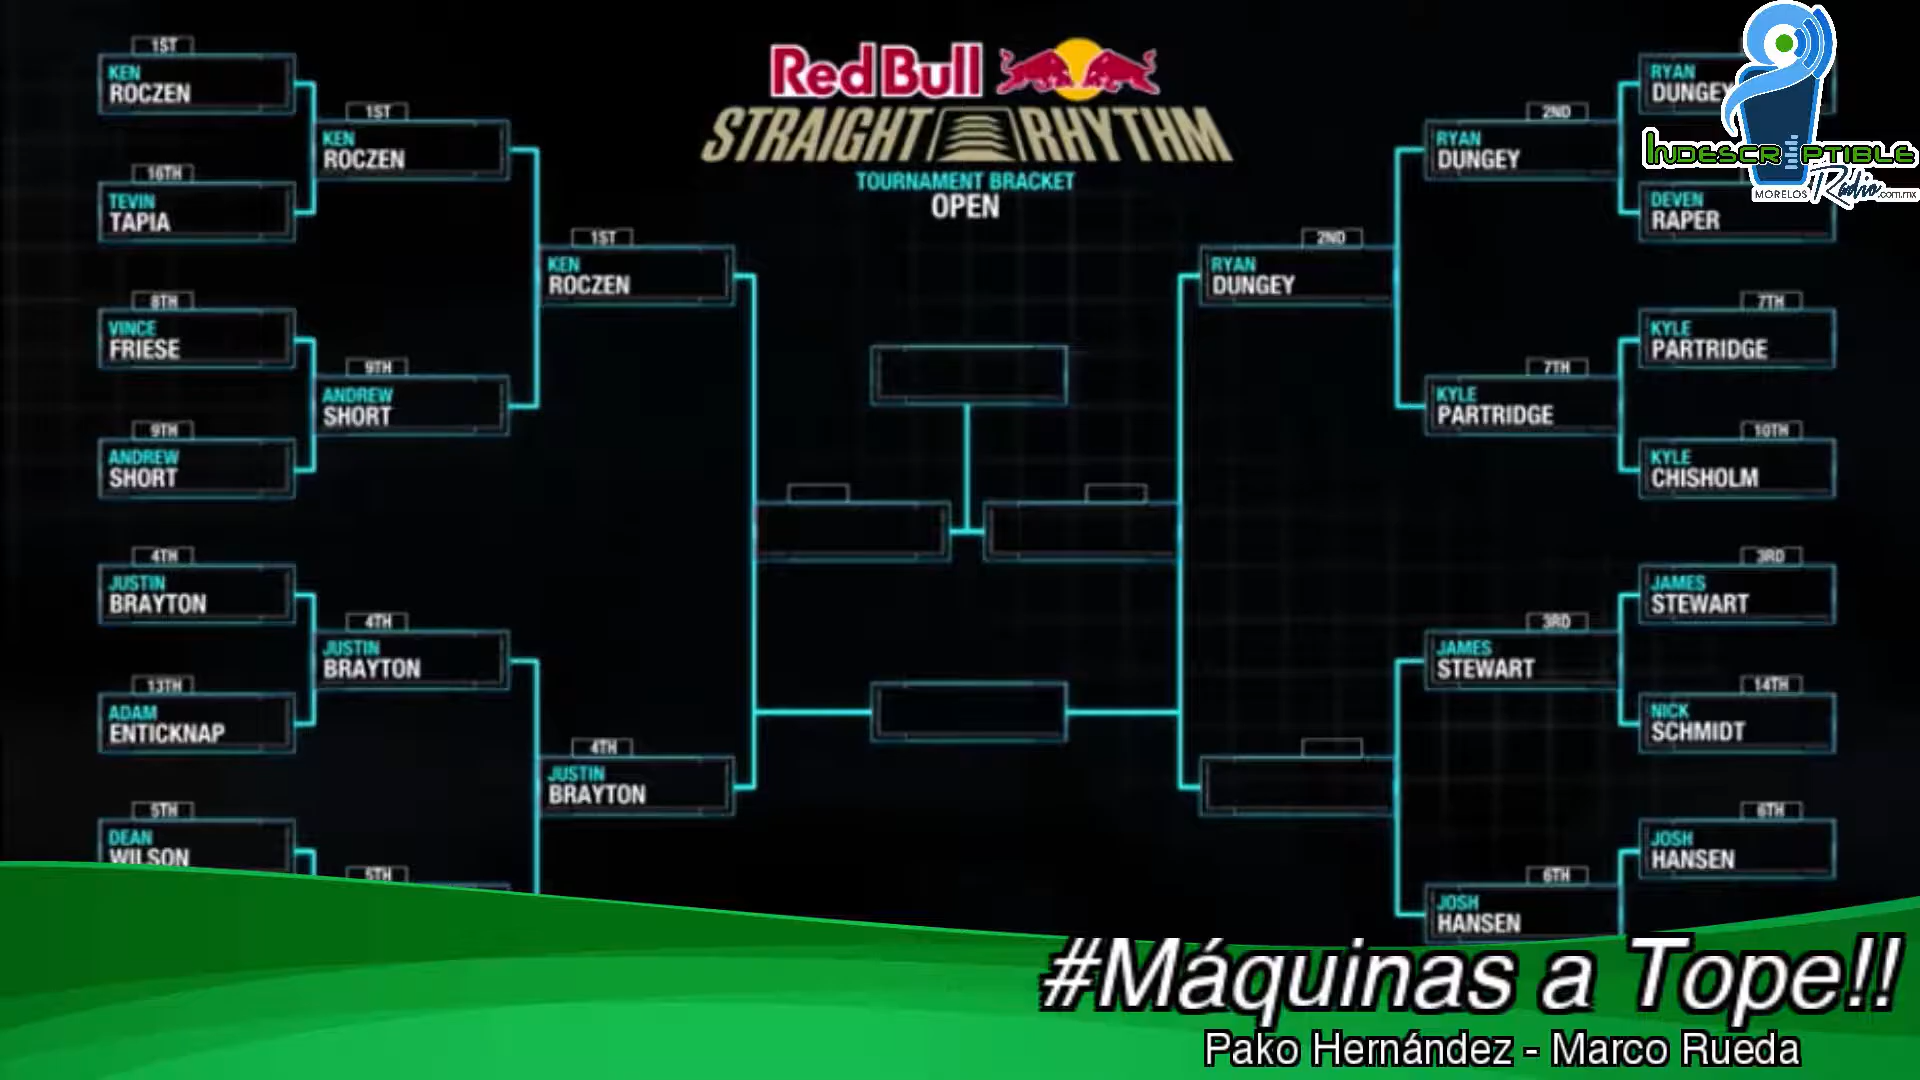 Red Bull
STRAIGHT RHYTHM
TOURNAMENT BRACKET
OPEN
1ST
KEN
ROCZEN
16TH
TEVIN
TAPIA
8TH
VINCE
FRIESE
9TH
ANDREW
SHORT
4TH
JUSTIN
BRAYTON
13TH
ADAM
ENTICKNAP
5TH
DEAN
WILSON
1ST
KEN
ROCZEN
9TH
ANDREW
SHORT
4TH
JUSTIN
BRAYTON
5TH
1ST
KEN
ROCZEN
4TH
JUSTIN
BRAYTON
2ND
RYAN
DUNGEY
2ND
RYAN
DUNGEY
7TH
KYLE
PARTRIDGE
3RD
JAMES
STEWART
6TH
JOSH
HANSEN
RYAN
DUNGEY
DEVEN
RAPER
7TH
KYLE
PARTRIDGE
10TH
KYLE
CHISHOLM
3RD
JAMES
STEWART
14TH
NICK
SCHMIDT
6TH
JOSH
HANSEN
INDESCRIPTIBLE
MORELOS Radio.com.mx
#Máquinas a Tope!!
Pako Hernández - Marco Rueda